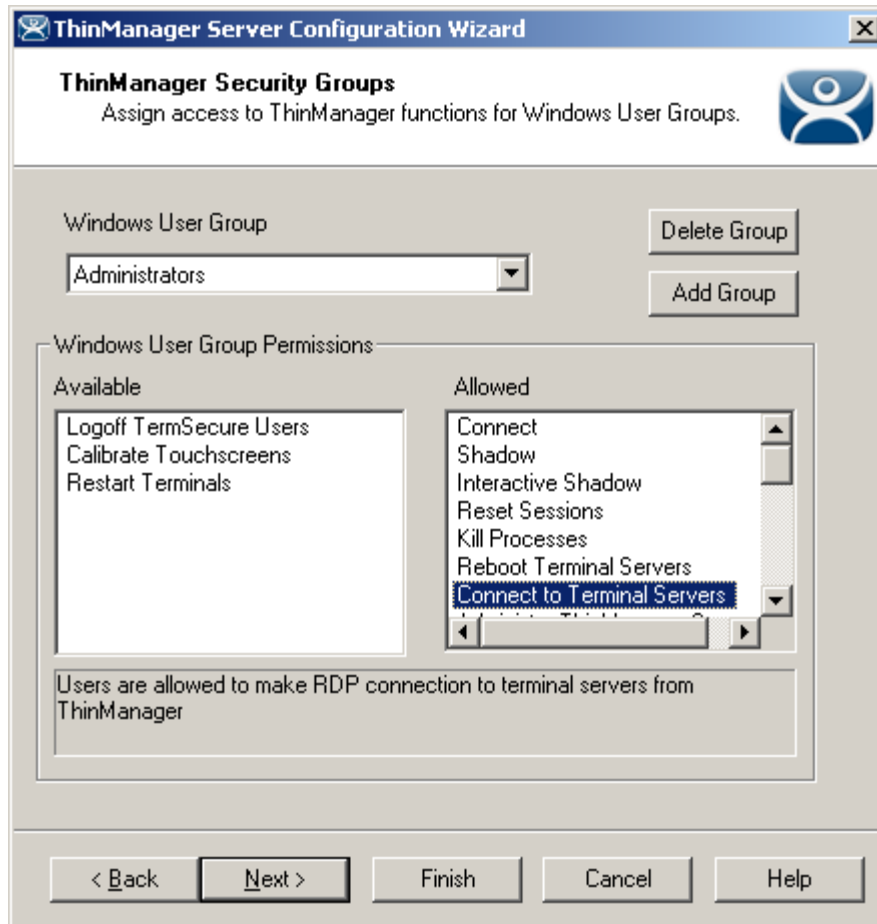 ThinManager Server Configuration Wizard
ThinManager Security Groups
Assign access to ThinManager functions for Windows User Groups.
Windows User Group
Delete Group
Administrators
Add Group
Windows User Group Permissions
Available
Allowed
Logoff TermSecure Users
Calibrate Touchscreens
Restart Terminals
Connect
Shadow
Interactive Shadow
Reset Sessions
Kill Processes
Reboot Terminal Servers
Connect to Terminal Servers
Users are allowed to make RDP connection to terminal servers from
ThinManager
< Back
Next >
Finish
Cancel
Help